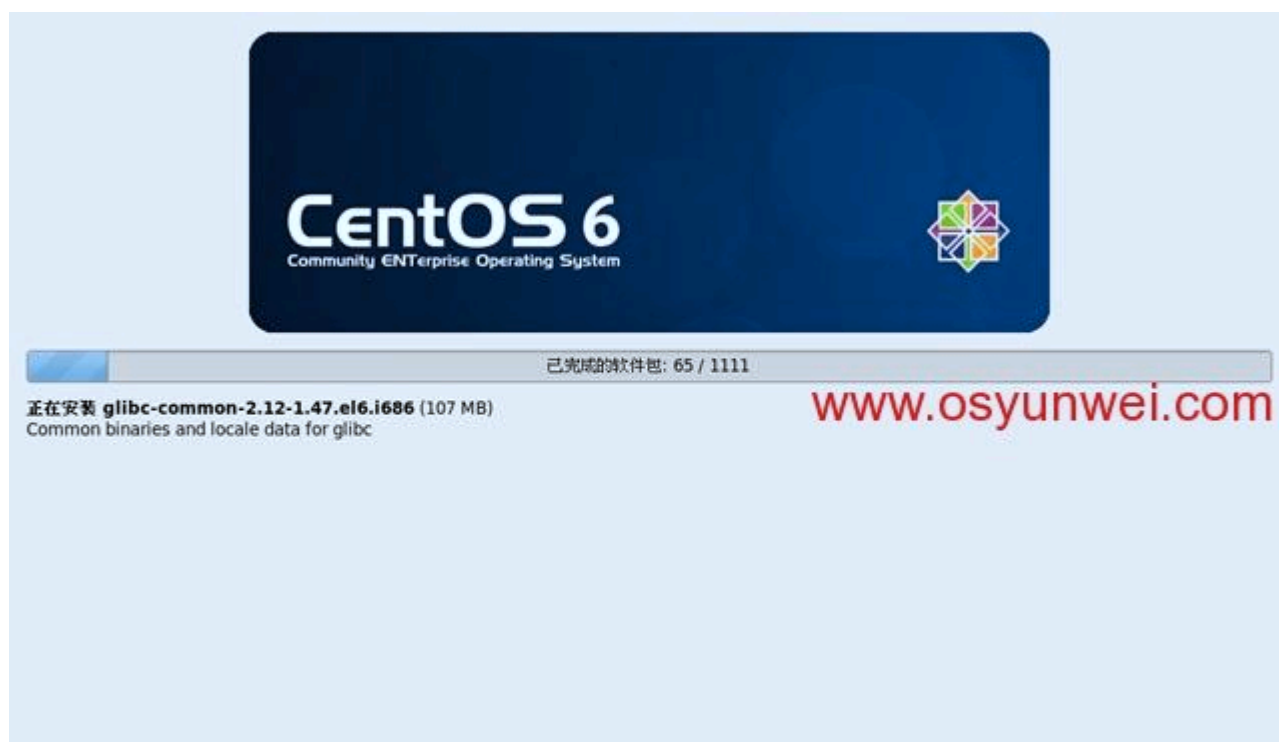 CentOS 6
Community ENTerprise Operating System
已完成的软件包: 65 / 1111
正在安装 glibc-common-2.12-1.47.el6.i686 (107 MB)
www.osyunwei.com
Common binaries and locale data for glibc